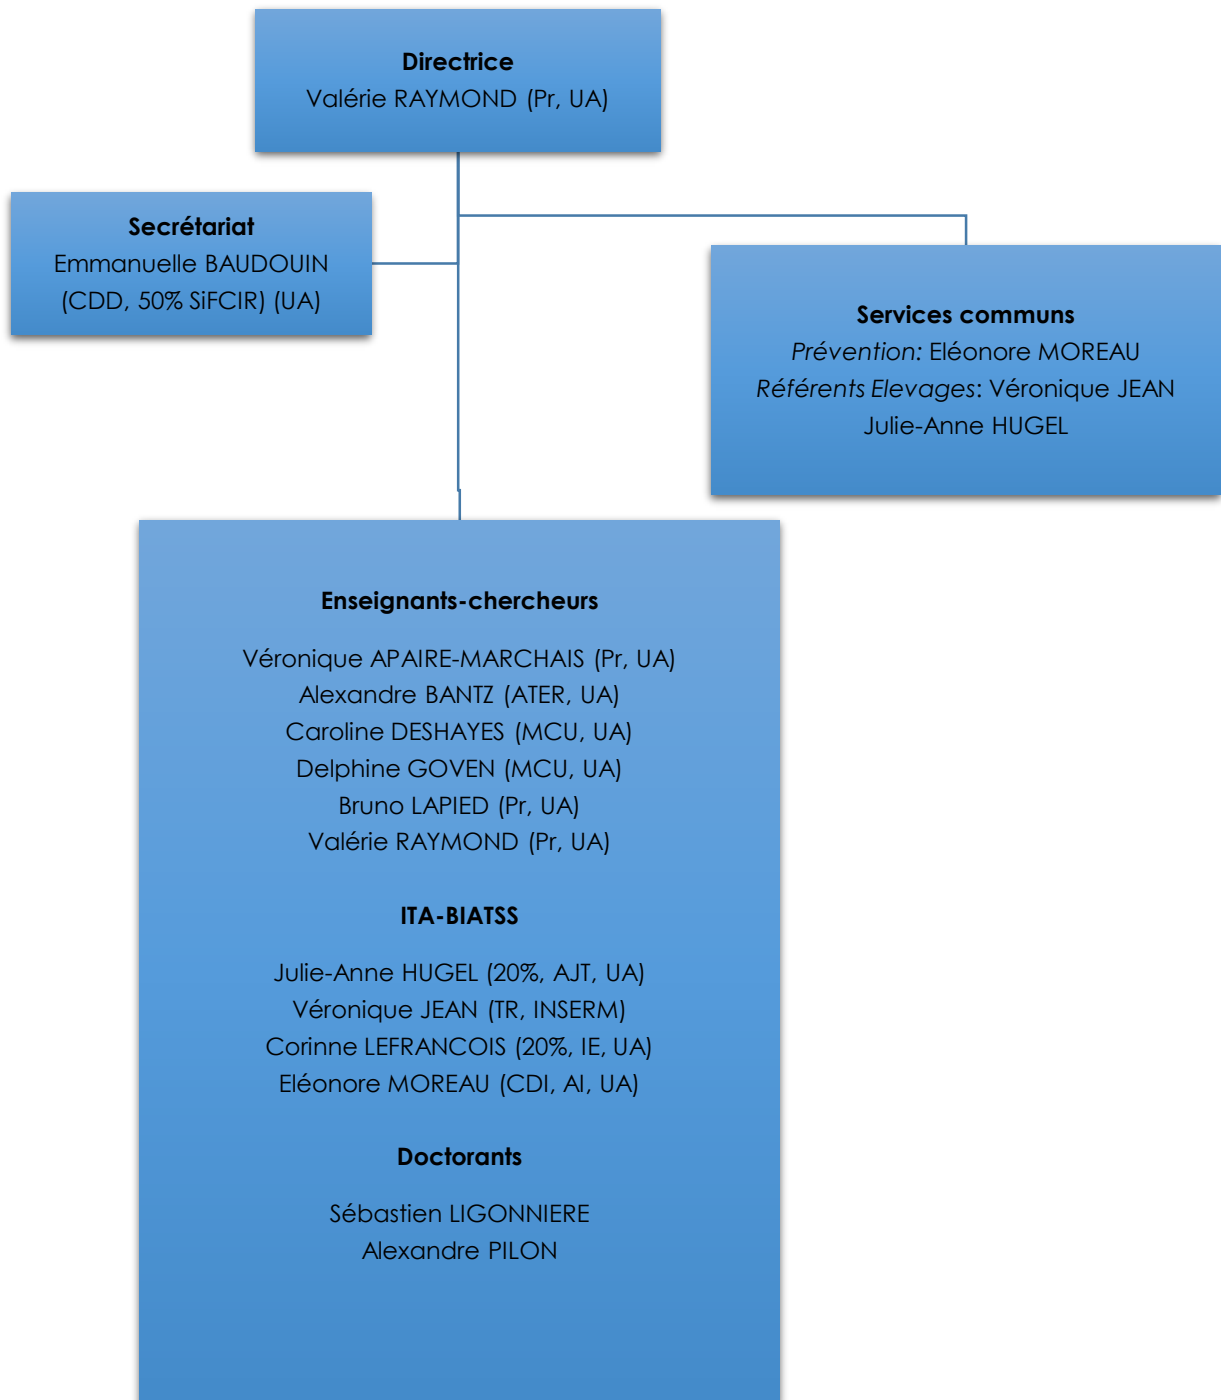 Directrice
Valérie RAYMOND (Pr, UA)
Secrétariat
Emmanuelle BAUDOUIN
(CDD, 50% SiFCIR) (UA)
Services communs
Prévention: Eléonore MOREAU
Référents Elevages: Véronique JEAN
Julie-Anne HUGEL
Enseignants-chercheurs
Véronique APAIRE-MARCHAIS (Pr, UA)
Alexandre BANTZ (ATER, UA)
Caroline DESHAYES (MCU, UA)
Delphine GOVEN (MCU, UA)
Bruno LAPIED (Pr, UA)
Valérie RAYMOND (Pr, UA)
ITA-BIATSS
Julie-Anne HUGEL (20%, AJT, UA)
Véronique JEAN (TR, INSERM)
Corinne LEFRANCOIS (20%, IE, UA)
Eléonore MOREAU (CDI, AI, UA)
Doctorants
Sébastien LIGONNIERE
Alexandre PILON